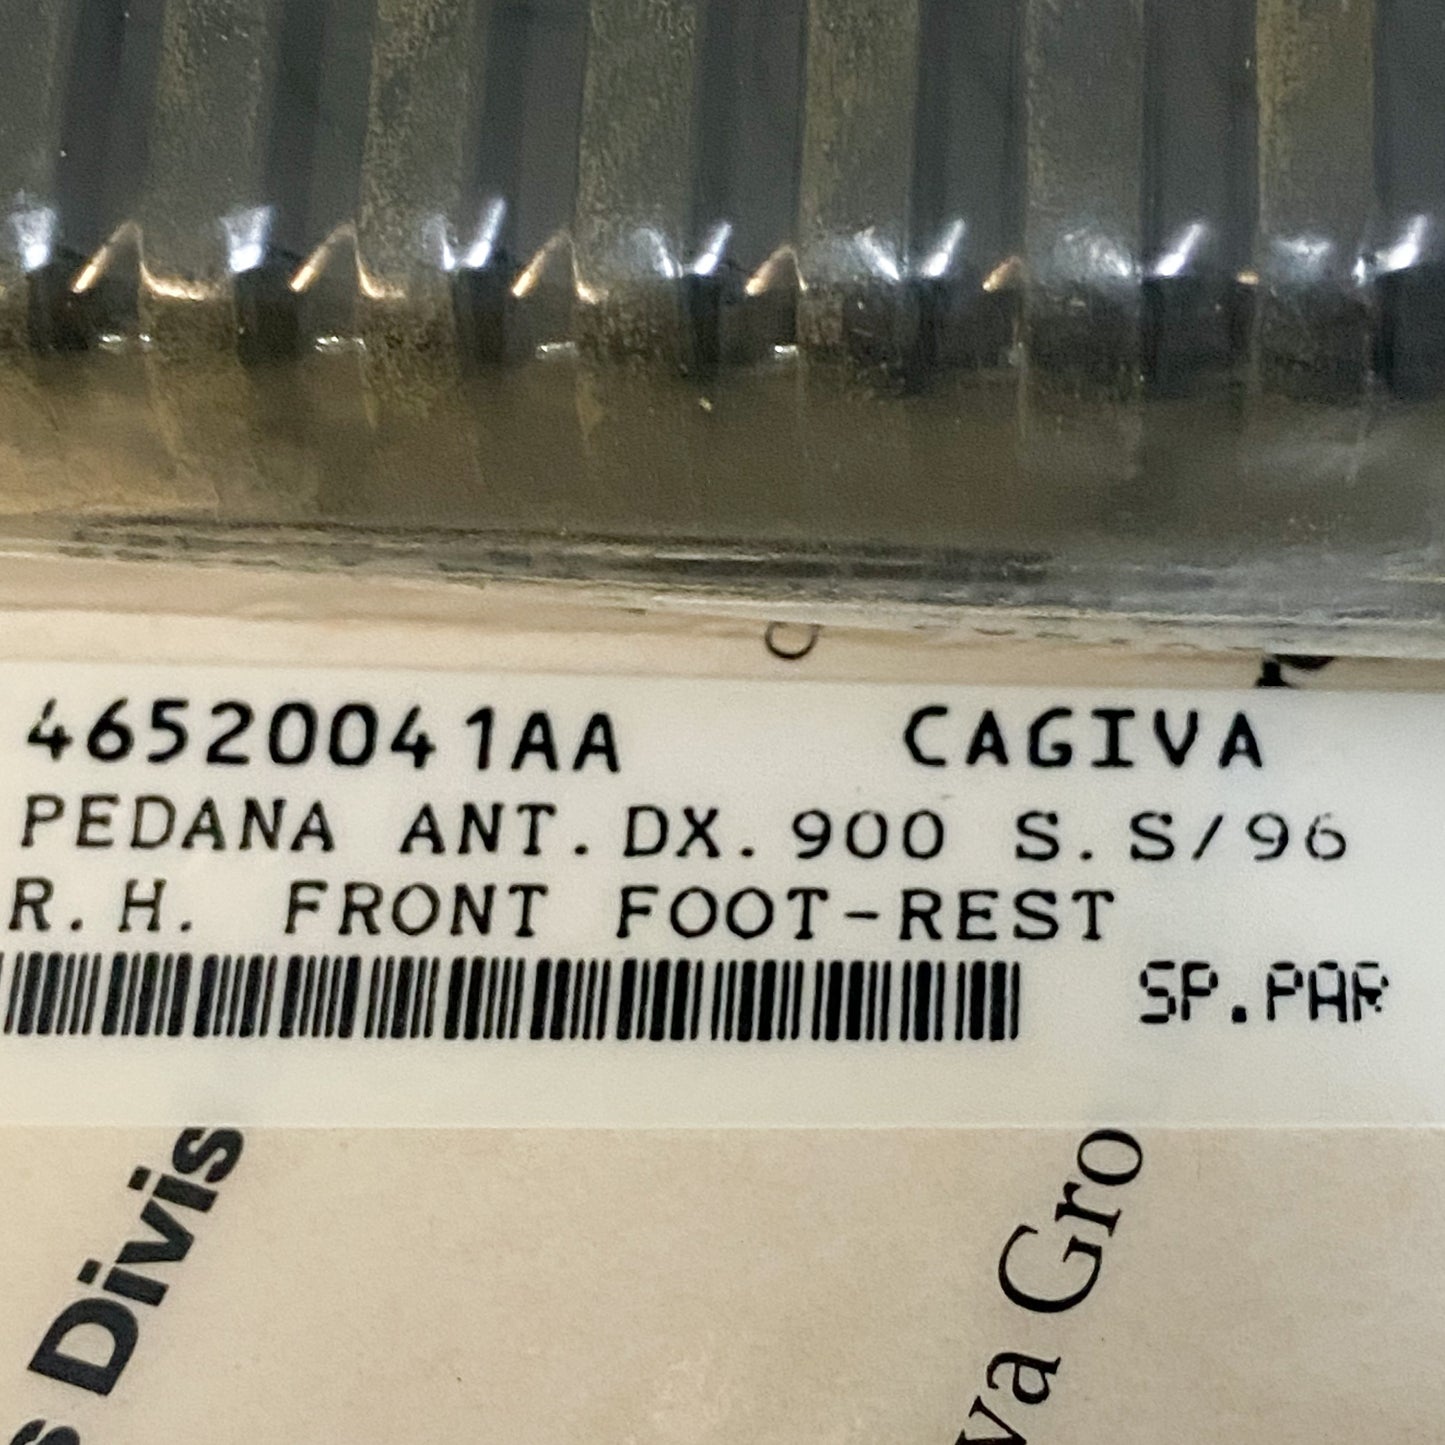 46520041AA CAGIVA
PEDANA ANT.DX.900 S.S/96
R.H. FRONT FOOT-REST
SP.PAR
s Divis
va Gro